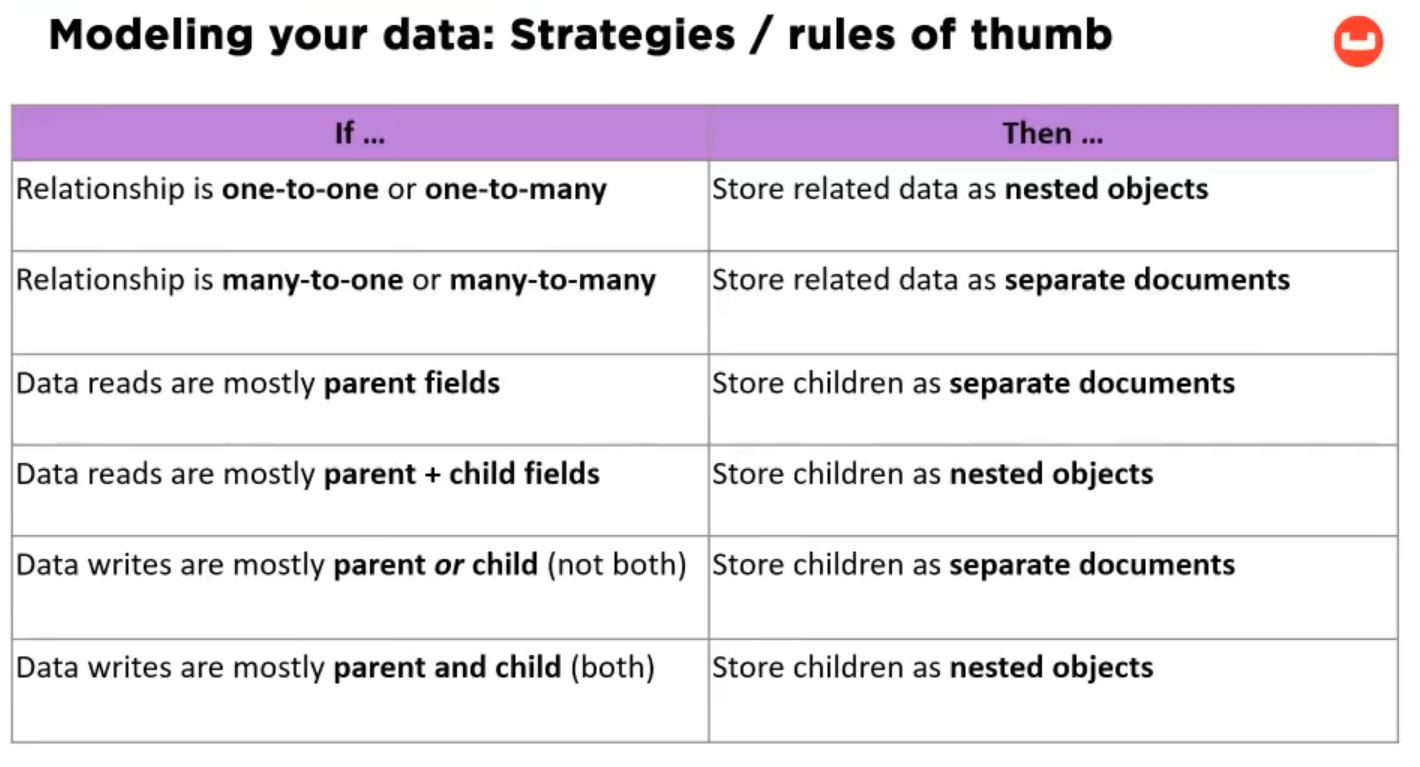 Modeling your data: Strategies / rules of thumb
If ...
Then ...
Relationship is one-to-one or one-to-many
Store related data as nested objects
Relationship is many-to-one or many-to-many
Store related data as separate documents
Data reads are mostly parent fields
Store children as separate documents
Data reads are mostly parent + child fields
Store children as nested objects
Data writes are mostly parent or child (not both)
Store children as separate documents
Data writes are mostly parent and child (both)
Store children as nested objects